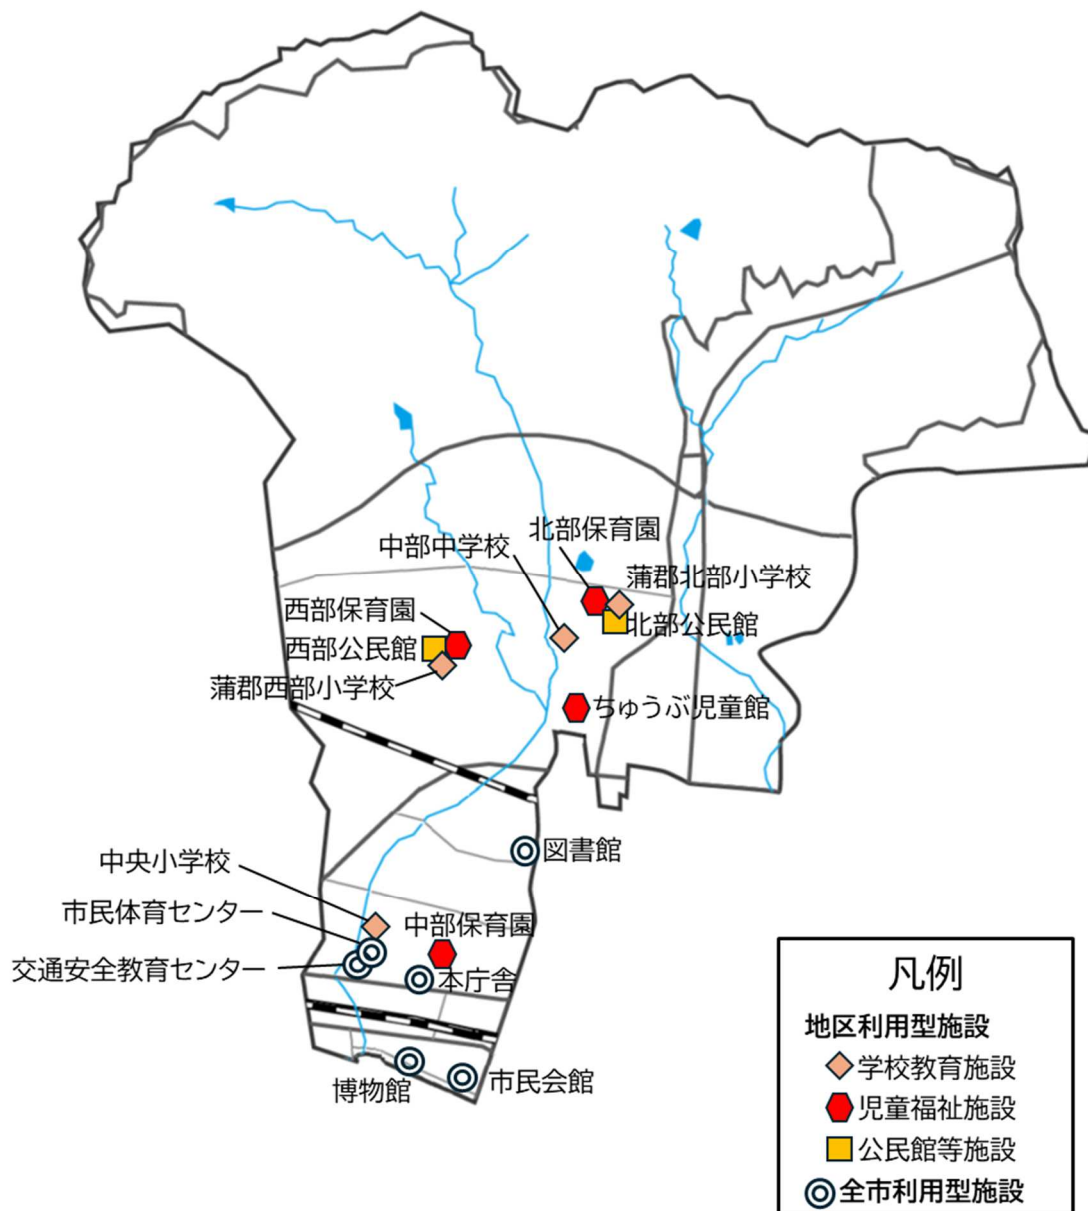 北部保育園
中部中学校
蒲郡北部小学校
西部保育園
北部公民館
西部公民館
蒲郡西部小学校
ちゅうぶ児童館
図書館
中央小学校
市民体育センター
中部保育園
交通安全教育センター
本庁舎
博物館
市民会館
凡例
地区利用型施設
学校教育施設
児童福祉施設
公民館等施設
全市利用型施設